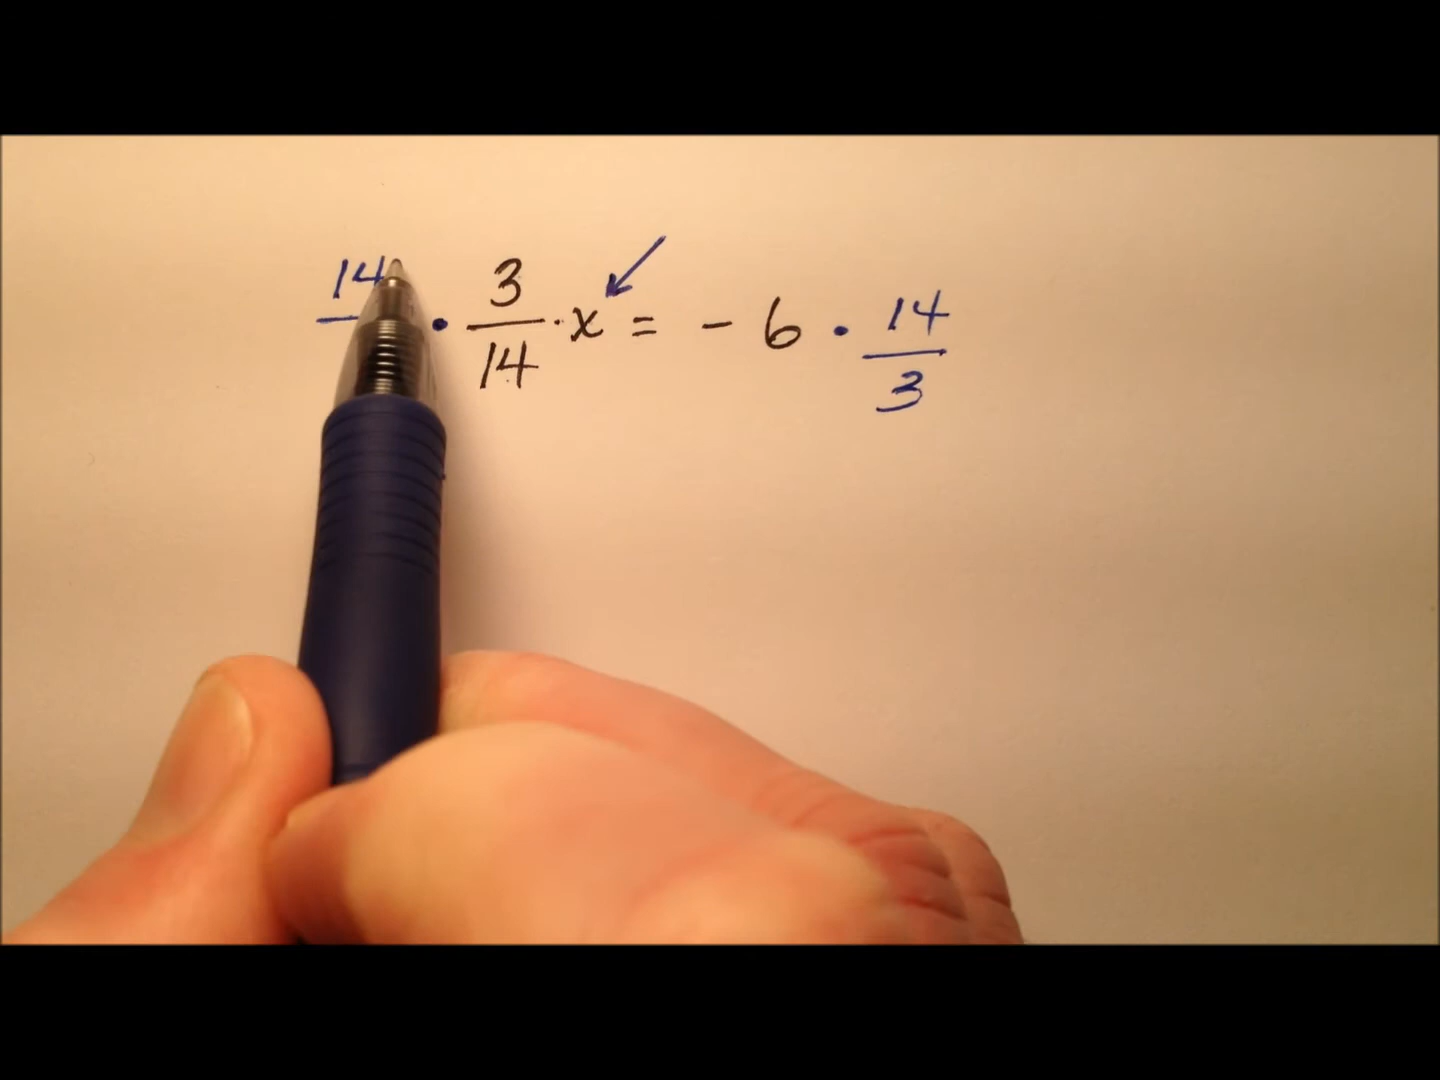 14/ · 3/14 · x = - 6 · 14/3